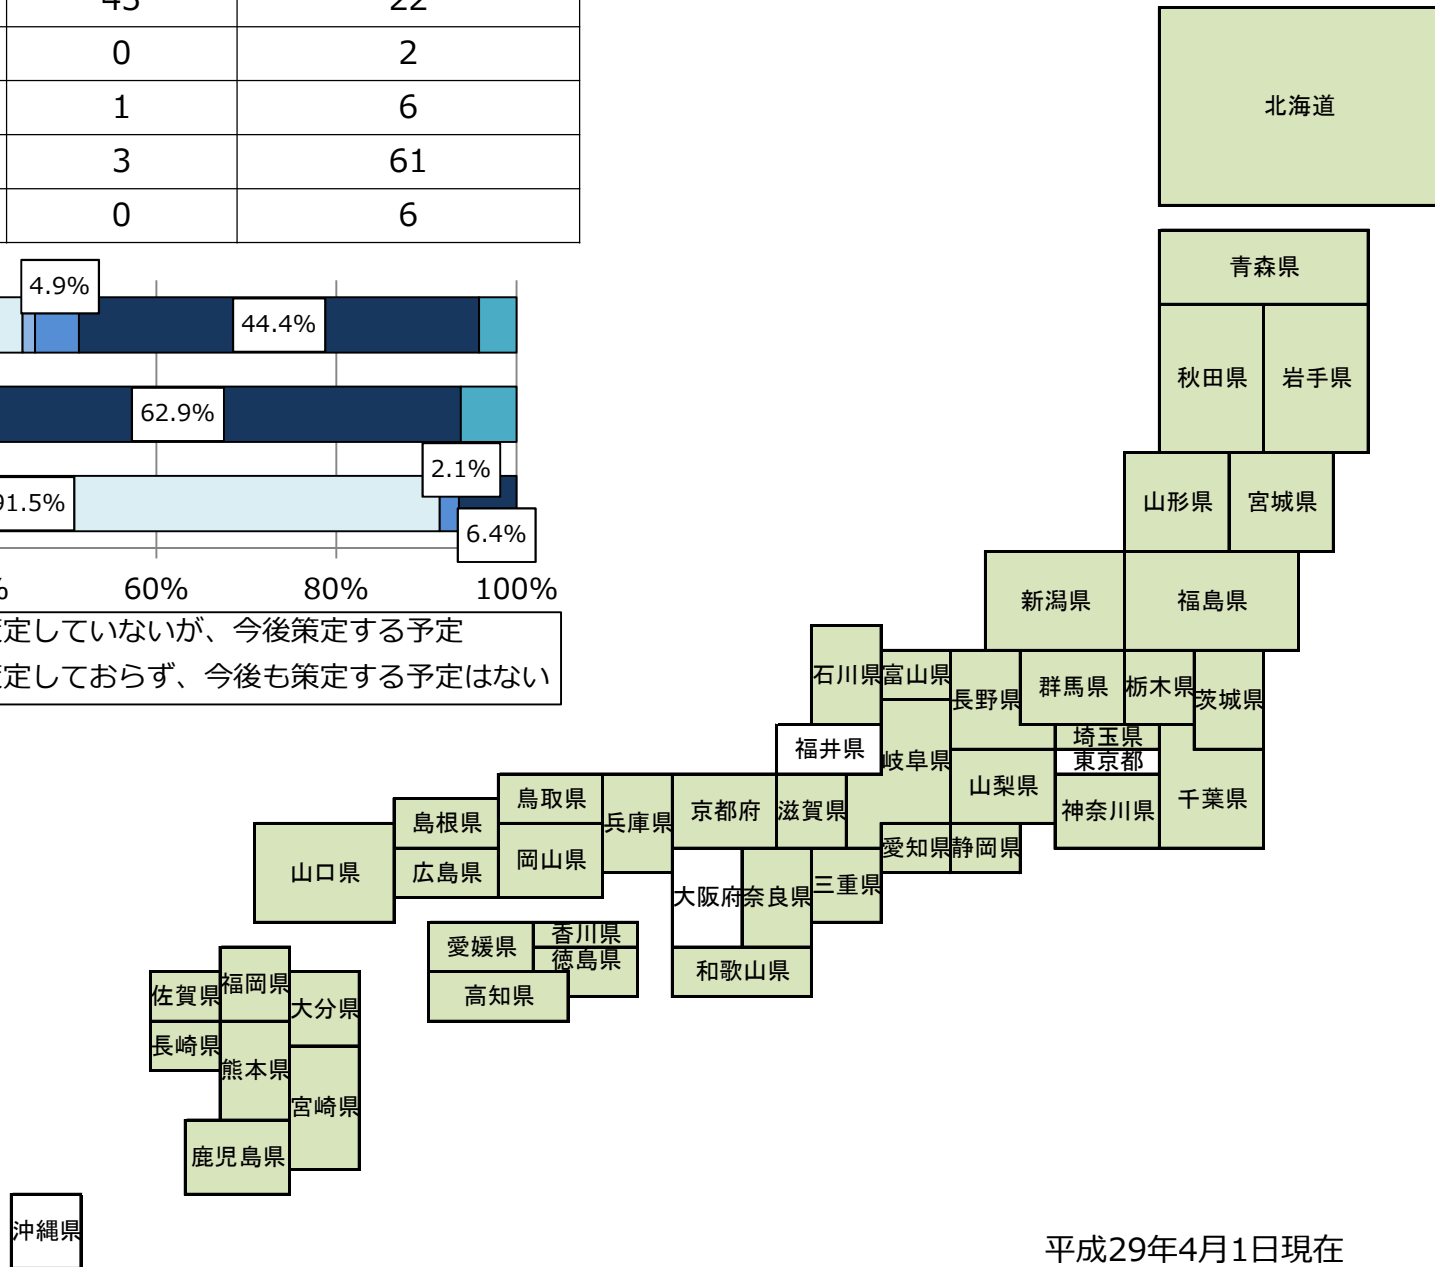 22
0 2
1 6
3 61
0 6
4.9%
44.4%
62.9%
2.1%
91.5%
6.4%
60% 80% 100%
定していないが、今後策定する予定
定しておらず、今後も策定する予定はない
北海道
青森県
秋田県 岩手県
山形県 宮城県
新潟県 福島県
石川県 富山県 長野県 群馬県 栃木県 茨城県
福井県 岐阜県 埼玉県
東京都
山梨県 神奈川県 千葉県
鳥取県 兵庫県 京都府 滋賀県
島根県
愛知県 静岡県
山口県 広島県 岡山県
大阪府 奈良県 三重県
愛媛県 香川県
徳島県
和歌山県
高知県
佐賀県 福岡県 大分県
長崎県 熊本県
宮崎県
鹿児島県
沖縄県
平成29年4月1日現在